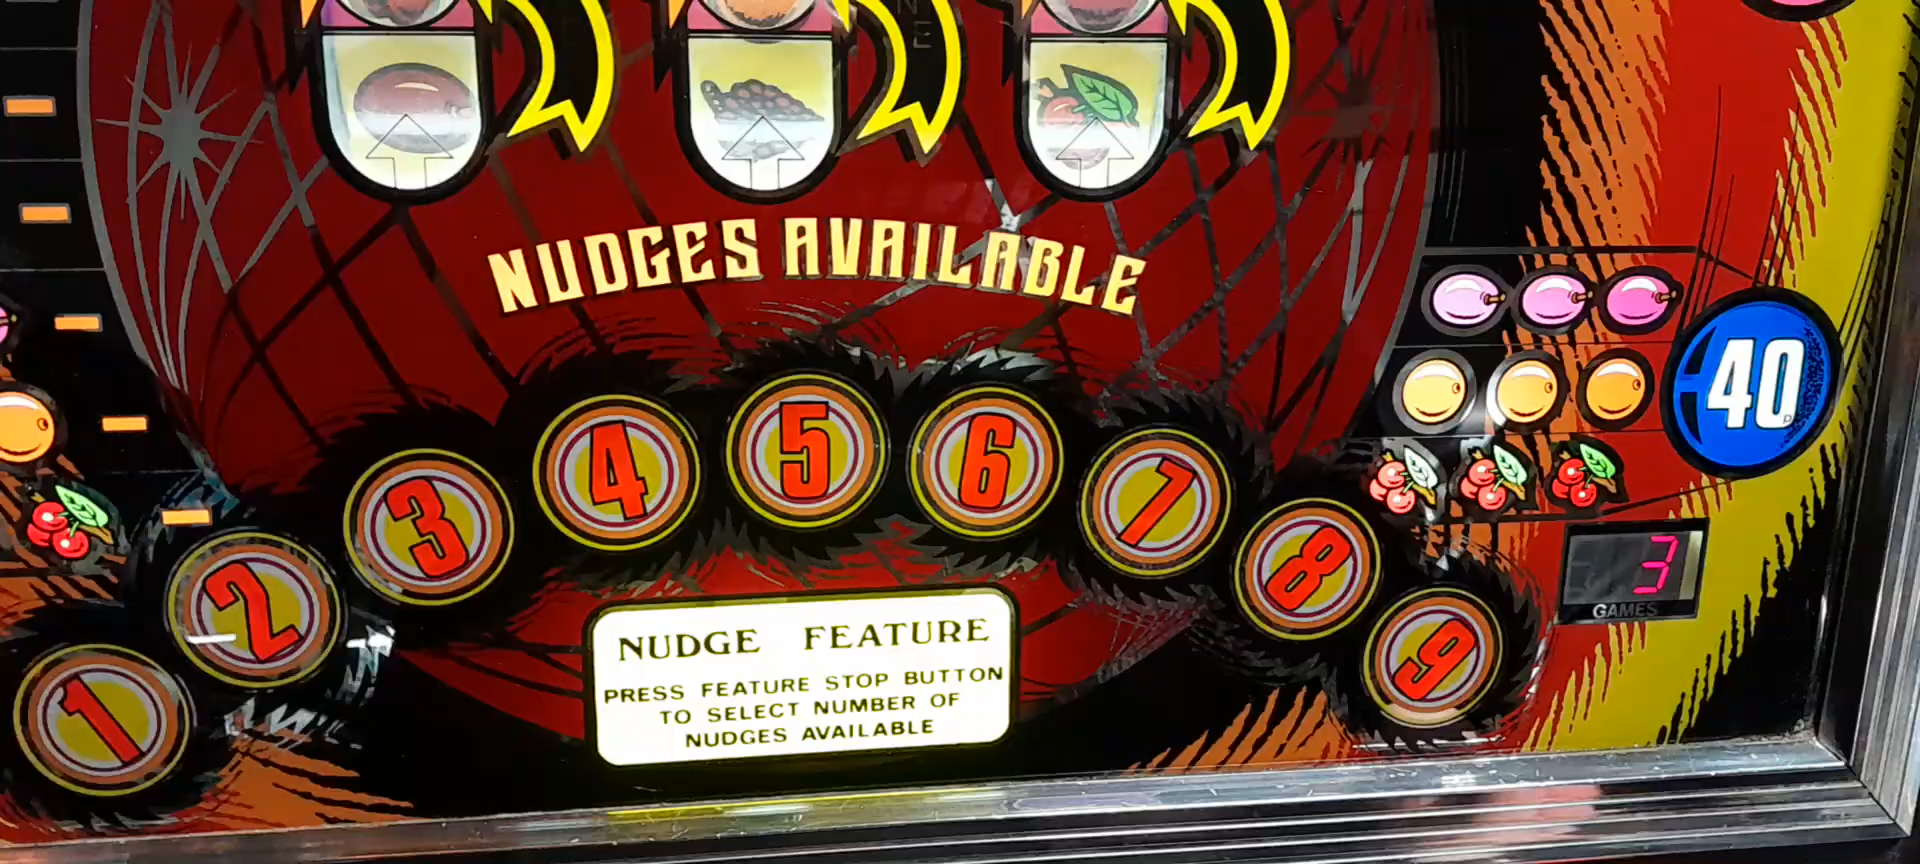 NUDGES AVAILABLE
1
2
3
4
5
6
7
8
9
40
3
GAMES
NUDGE FEATURE
PRESS FEATURE STOP BUTTON
TO SELECT NUMBER OF
NUDGES AVAILABLE